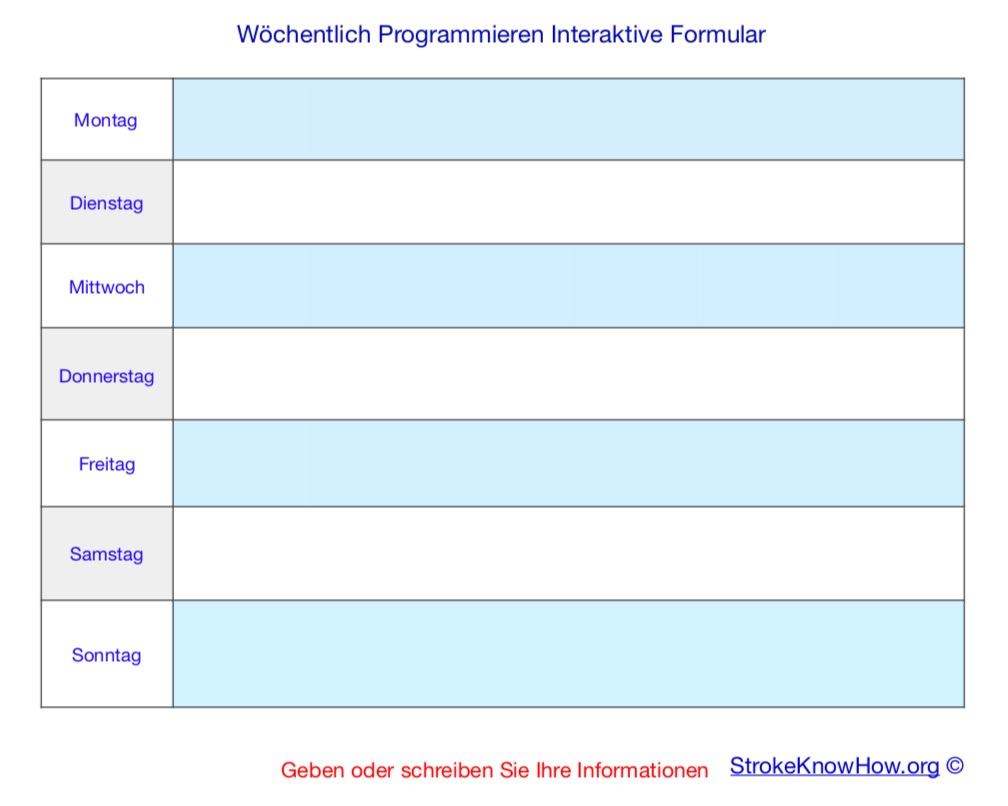 Wöchentlich Programmieren Interaktive Formular
Montag
Dienstag
Mittwoch
Donnerstag
Freitag
Samstag
Sonntag
Geben oder schreiben Sie Ihre Informationen StrokeKnowHow.org ©